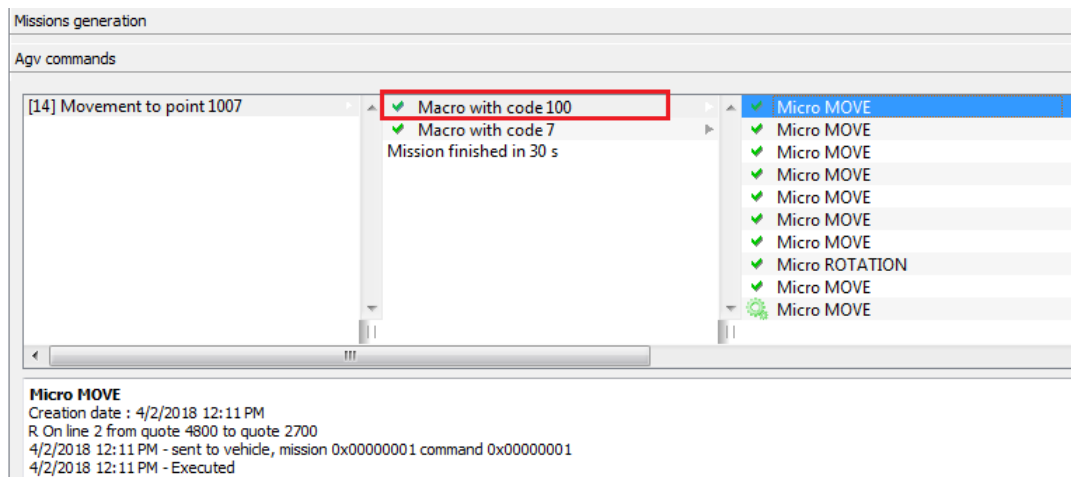 Missions generation
Agv commands
[14] Movement to point 1007
Macro with code 100
Macro with code 7
Mission finished in 30 s
Micro MOVE
Micro MOVE
Micro MOVE
Micro MOVE
Micro MOVE
Micro MOVE
Micro MOVE
Micro ROTATION
Micro MOVE
Micro MOVE
Micro MOVE
Creation date : 4/2/2018 12:11 PM
R On line 2 from quote 4800 to quote 2700
4/2/2018 12:11 PM - sent to vehicle, mission 0x00000001 command 0x00000001
4/2/2018 12:11 PM - Executed